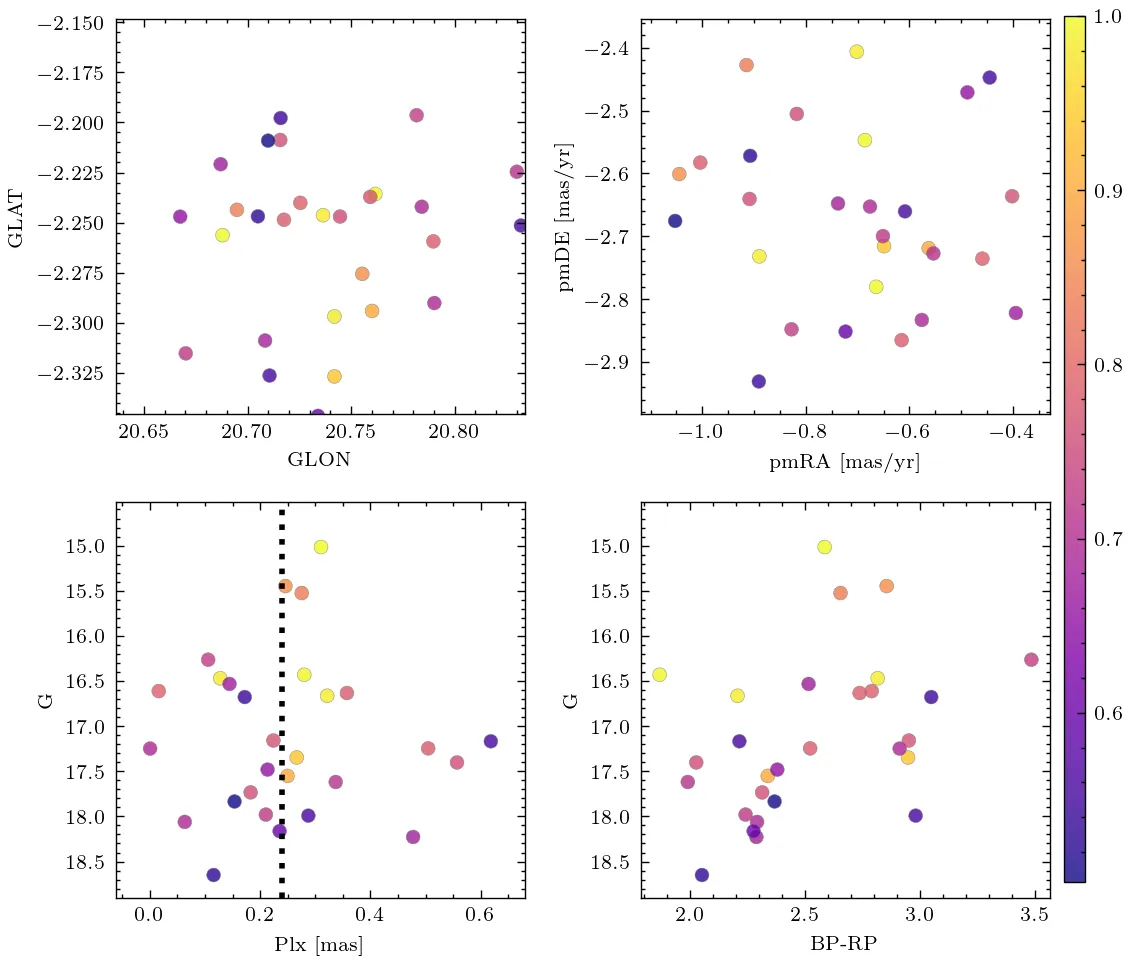 −2.150
−2.175
−2.200
−2.225
−2.250
−2.275
−2.300
−2.325
GLAT
20.65 20.70 20.75 20.80
GLON
−2.4
−2.5
−2.6
−2.7
−2.8
−2.9
pmDE [mas/yr]
−1.0 −0.8 −0.6 −0.4
pmRA [mas/yr]
1.0
0.9
0.8
0.7
0.6
15.0
15.5
16.0
16.5
17.0
17.5
18.0
18.5
G
0.0 0.2 0.4 0.6
Plx [mas]
15.0
15.5
16.0
16.5
17.0
17.5
18.0
18.5
G
2.0 2.5 3.0 3.5
BP-RP